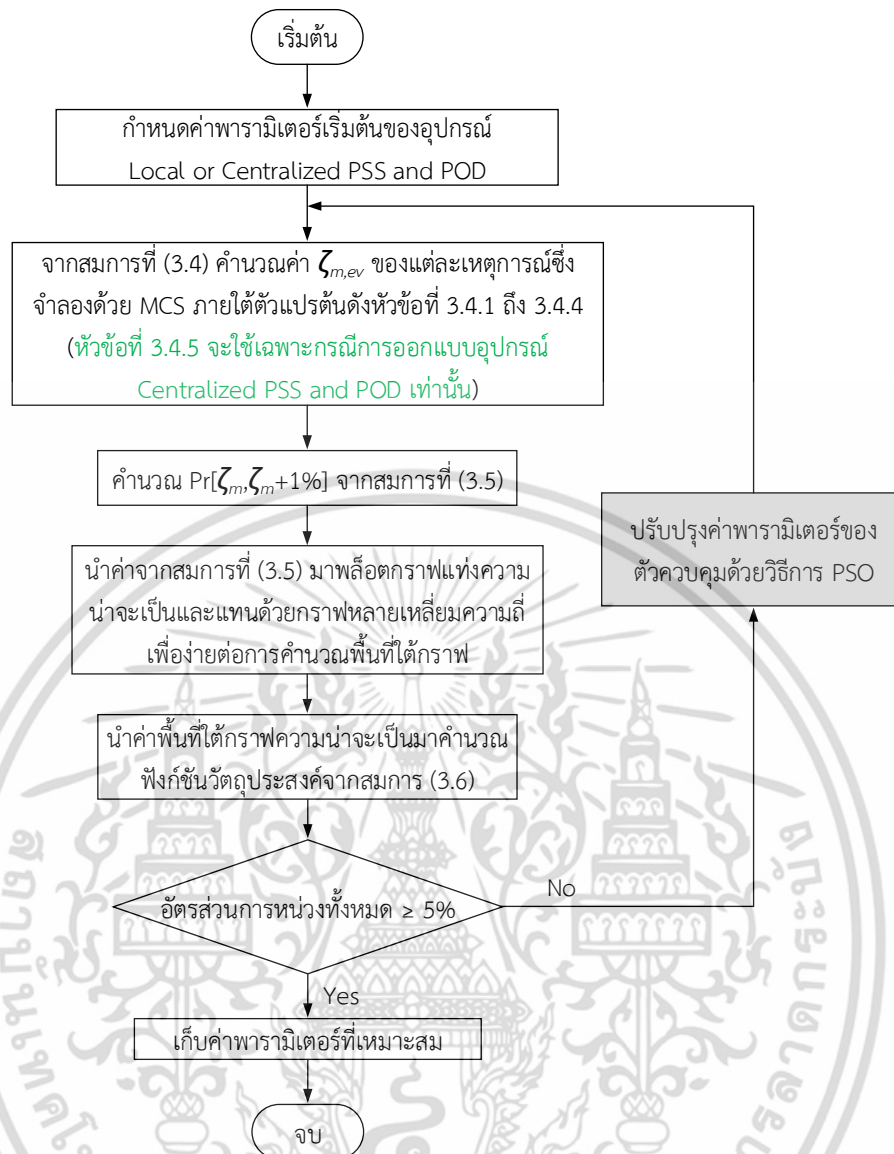 เริ่มต้น
กำหนดค่าพารามิเตอร์เริ่มต้นของอุปกรณ์
Local or Centralized PSS and POD
จากสมการที่ (3.4) คำนวณค่า ζm,ev ของแต่ละเหตุการณ์ซึ่ง
จำลองด้วย MCS ภายใต้ตัวแปรต้นดังหัวข้อที่ 3.4.1 ถึง 3.4.4
(หัวข้อที่ 3.4.5 จะใช้เฉพาะกรณีการออกแบบอุปกรณ์
Centralized PSS and POD เท่านั้น)
คำนวณ Pr[ζm,ζm+1%] จากสมการที่ (3.5)
นำค่าจากสมการที่ (3.5) มาพล็อตกราฟแท่งความ
น่าจะเป็นและแทนด้วยกราฟหลายเหลี่ยมความถี่
เพื่อง่ายต่อการคำนวณพื้นที่ใต้กราฟ
นำค่าพื้นที่ใต้กราฟความน่าจะเป็นมาคำนวณ
ฟังก์ชันวัตถุประสงค์จากสมการ (3.6)
อัตราส่วนการหน่วงทั้งหมด ≥ 5%
No
ปรับปรุงค่าพารามิเตอร์ของ
ตัวควบคุมด้วยวิธีการ PSO
Yes
เก็บค่าพารามิเตอร์ที่เหมาะสม
จบ